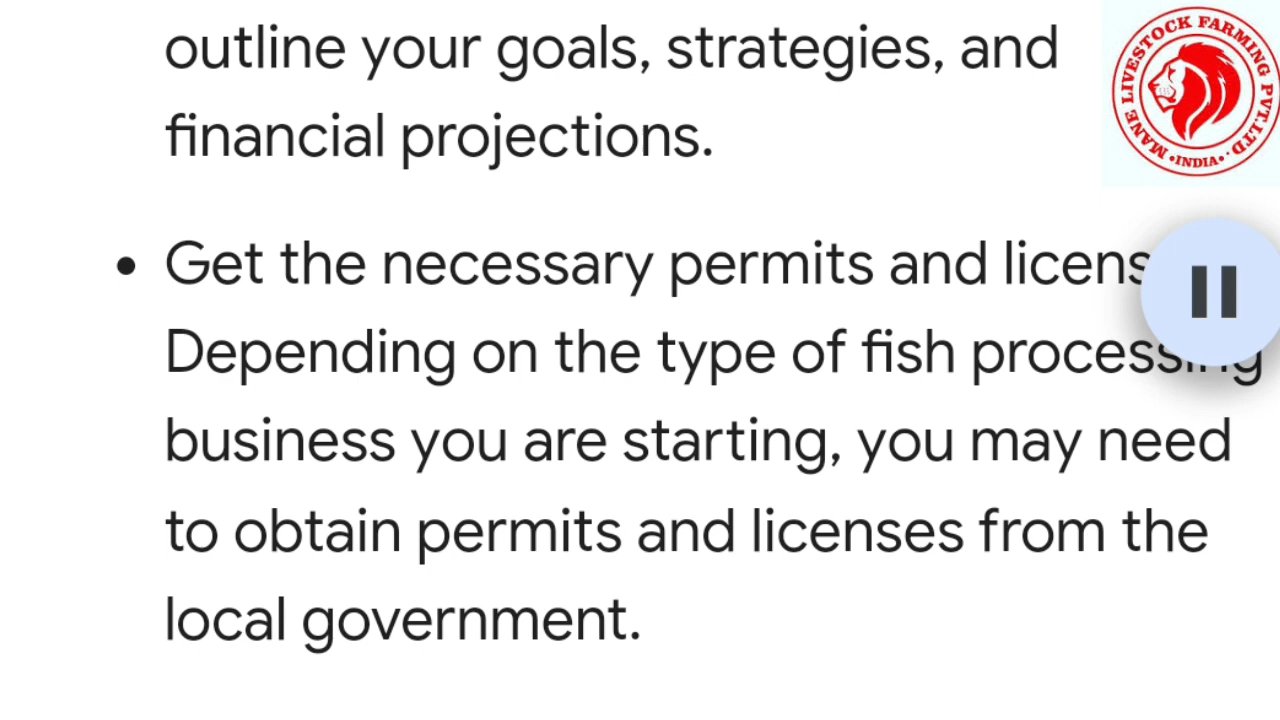 outline your goals, strategies, and
financial projections.
MANE LIVESTOCK FARMING PVT.LTD
•INDIA•
• Get the necessary permits and licens
Depending on the type of fish processing
business you are starting, you may need
to obtain permits and licenses from the
local government.